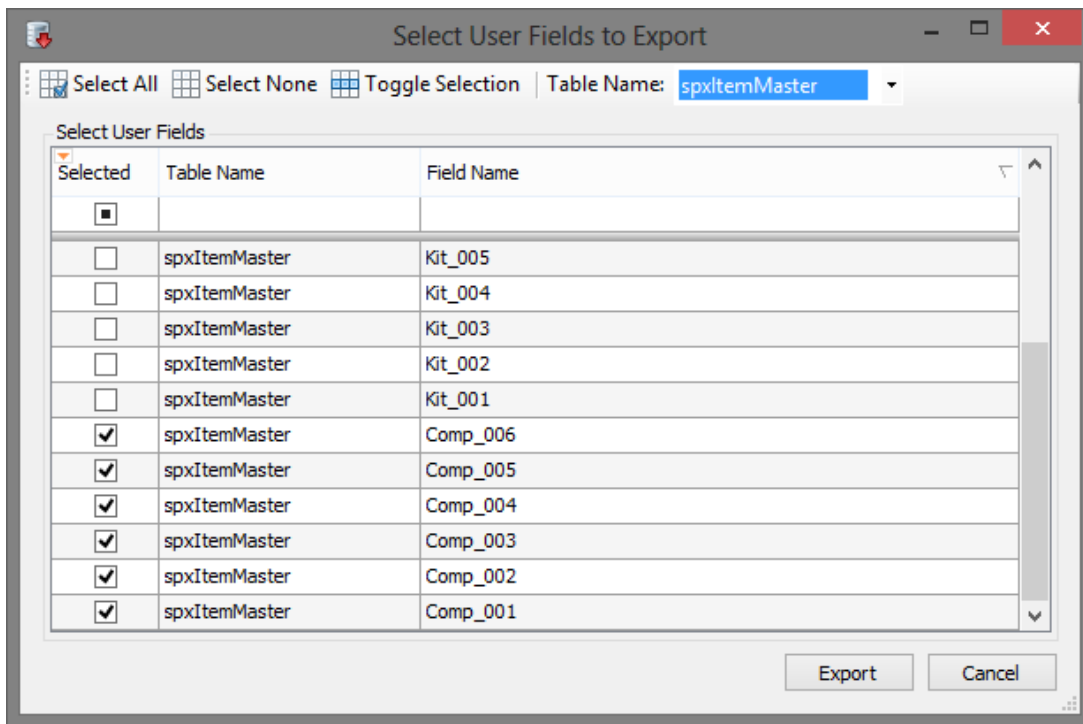 Select User Fields to Export
Select All Select None Toggle Selection Table Name: spxItemMaster
Select User Fields
Selected Table Name Field Name
spxItemMaster Kit_005
spxItemMaster Kit_004
spxItemMaster Kit_003
spxItemMaster Kit_002
spxItemMaster Kit_001
spxItemMaster Comp_006
spxItemMaster Comp_005
spxItemMaster Comp_004
spxItemMaster Comp_003
spxItemMaster Comp_002
spxItemMaster Comp_001
Export Cancel